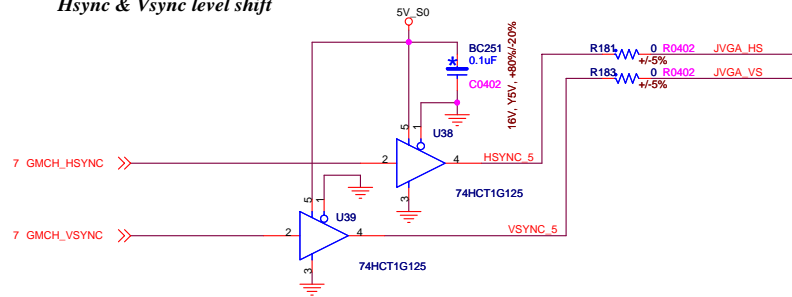 Hsync & Vsync level shift
5V_S0
BC251
0.1uF
*
C0402
16V, Y5V, +80%/-20%
R181 0 R0402 JVGA_HS
+/-5%
R183 0 R0402 JVGA_VS
+/-5%
5
1
U38
7 GMCH_HSYNC
2
4
HSYNC_5
3
74HCT1G125
5
1
U39
7 GMCH_VSYNC
2
4
VSYNC_5
3
74HCT1G125